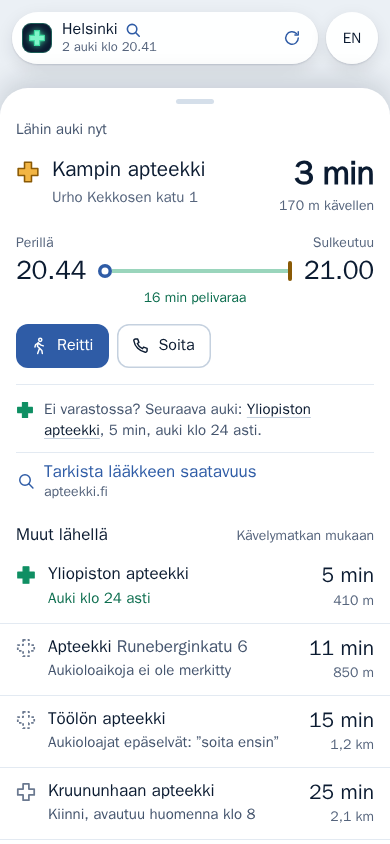 Helsinki
2 auki klo 20.41
EN
Lähin auki nyt
Kampin apteekki
3 min
Urho Kekkosen katu 1
170 m kävellen
Perillä
Sulkeutuu
20.44
21.00
16 min pelivaraa
Reitti
Soita
Ei varastossa? Seuraava auki: Yliopiston
apteekki, 5 min, auki klo 24 asti.
Tarkista lääkkeen saatavuus
apteekki.fi
Muut lähellä
Kävelymatkan mukaan
Yliopiston apteekki
5 min
Auki klo 24 asti
410 m
Apteekki Runeberginkatu 6
11 min
Aukioloaikoja ei ole merkitty
850 m
Töölön apteekki
15 min
Aukioloajat epäselvät: ”soita ensin”
1,2 km
Kruununhaan apteekki
25 min
Kiinni, avautuu huomenna klo 8
2,1 km